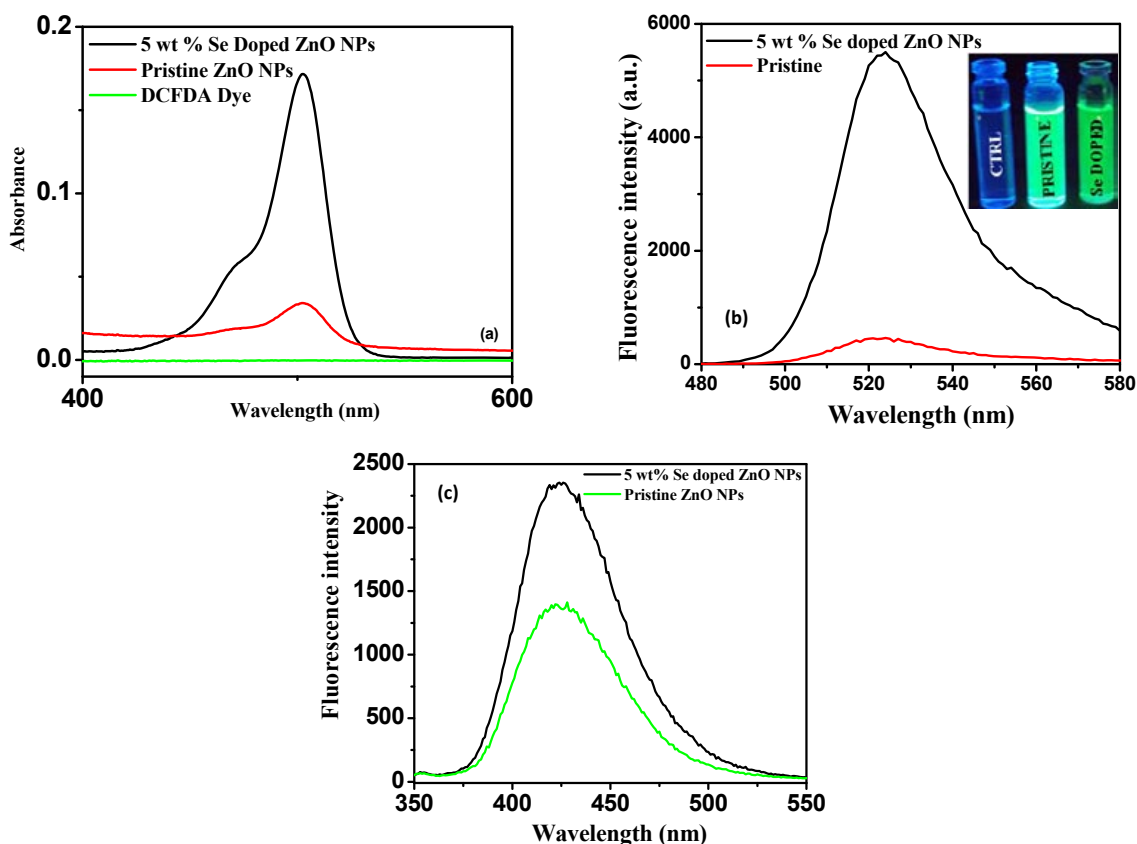 0.2
0.1
0.0
Absorbance
5 wt % Se Doped ZnO NPs
Pristine ZnO NPs
DCFDA Dye
(a)
400
600
Wavelength (nm)
6000
4000
2000
0
Fluorescence intensity (a.u.)
5 wt % Se doped ZnO NPs
Pristine
CTRL
PRISTINE
Se DOPED
(b)
480
500
520
540
560
580
Wavelength (nm)
2500
2000
1500
1000
500
0
Fluorescence intensity
(c)
5 wt% Se doped ZnO NPs
Pristine ZnO NPs
350
400
450
500
550
Wavelength (nm)